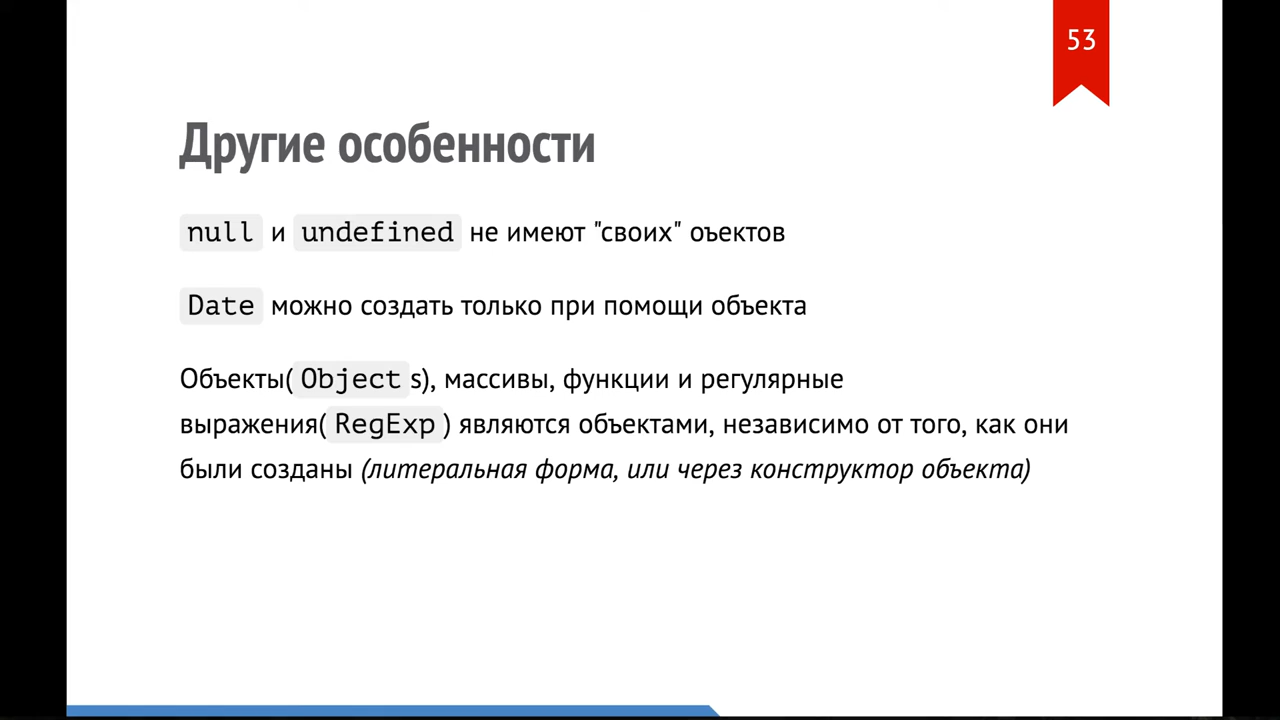 53
Другие особенности
null и undefined не имеют "своих" оъектов
Date можно создать только при помощи объекта
Объекты( Object s), массивы, функции и регулярные
выражения( RegExp ) являются объектами, независимо от того, как они
были созданы (литеральная форма, или через конструктор объекта)